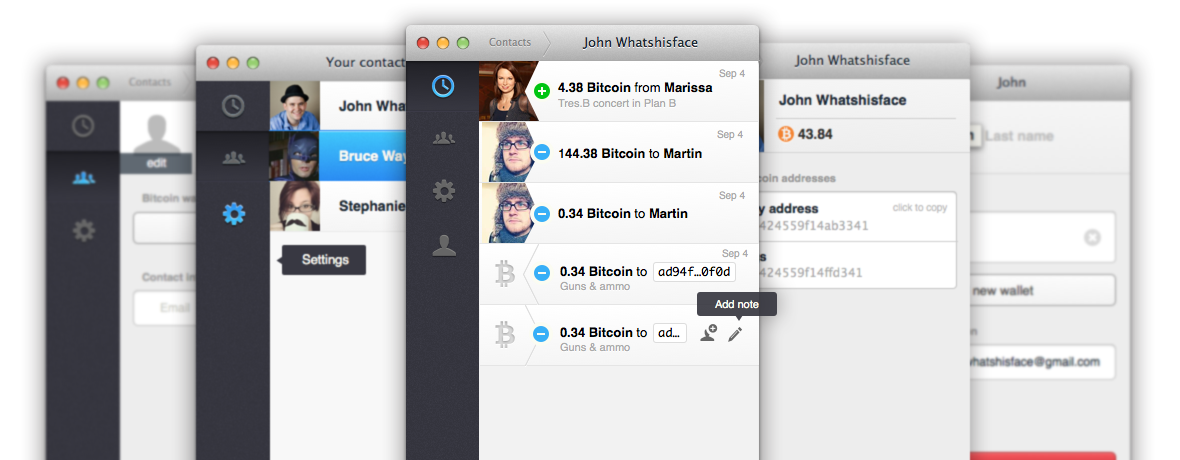 Contacts
edit
Bitcoin wa
Contact in
Email
Your contac
John Wha
Bruce Way
Stephanie
Settings
Contacts
John Whatshisface
Sep 4
4.38 Bitcoin from Marissa
Tres.B concert in Plan B
Sep 4
144.38 Bitcoin to Martin
Sep 4
0.34 Bitcoin to Martin
Sep 4
0.34 Bitcoin to ad94f…0f0d
Guns & ammo
Add note
0.34 Bitcoin to ad…
Guns & ammo
John Whatshisface
John Whatshisface
43.84
oin addresses
y address
click to copy
424559f14ab3341
s
424559f14ffd341
John
n
Last name
new wallet
n
whatshisface@gmail.com